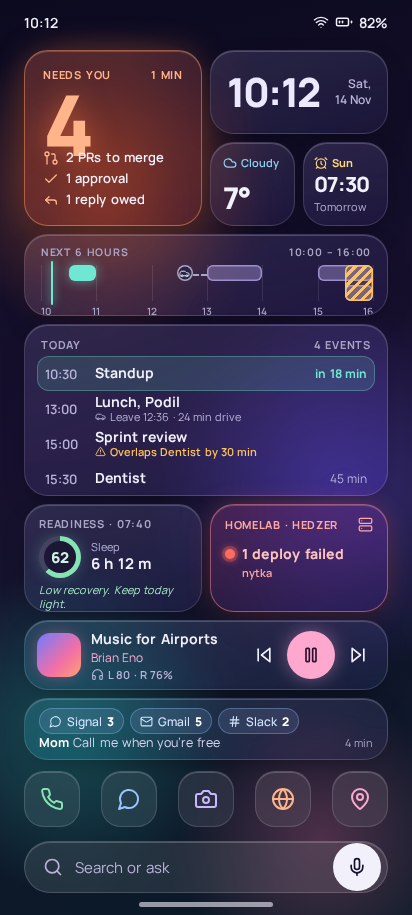 10:12
82%
NEEDS YOU
1 MIN
4
2 PRs to merge
1 approval
1 reply owed
10:12
Sat,
14 Nov
Cloudy
7°
Sun
07:30
Tomorrow
NEXT 6 HOURS
10:00 – 16:00
10 11 12 13 14 15 16
TODAY
4 EVENTS
10:30 Standup in 18 min
13:00 Lunch, Podil
Leave 12:36 · 24 min drive
15:00 Sprint review
Overlaps Dentist by 30 min
15:30 Dentist 45 min
READINESS · 07:40
62
Sleep
6 h 12 m
Low recovery. Keep today
light.
HOMELAB · HEDZER
1 deploy failed
nytka
Music for Airports
Brian Eno
L 80 · R 76%
Signal 3
Gmail 5
Slack 2
Mom Call me when you're free
4 min
Search or ask